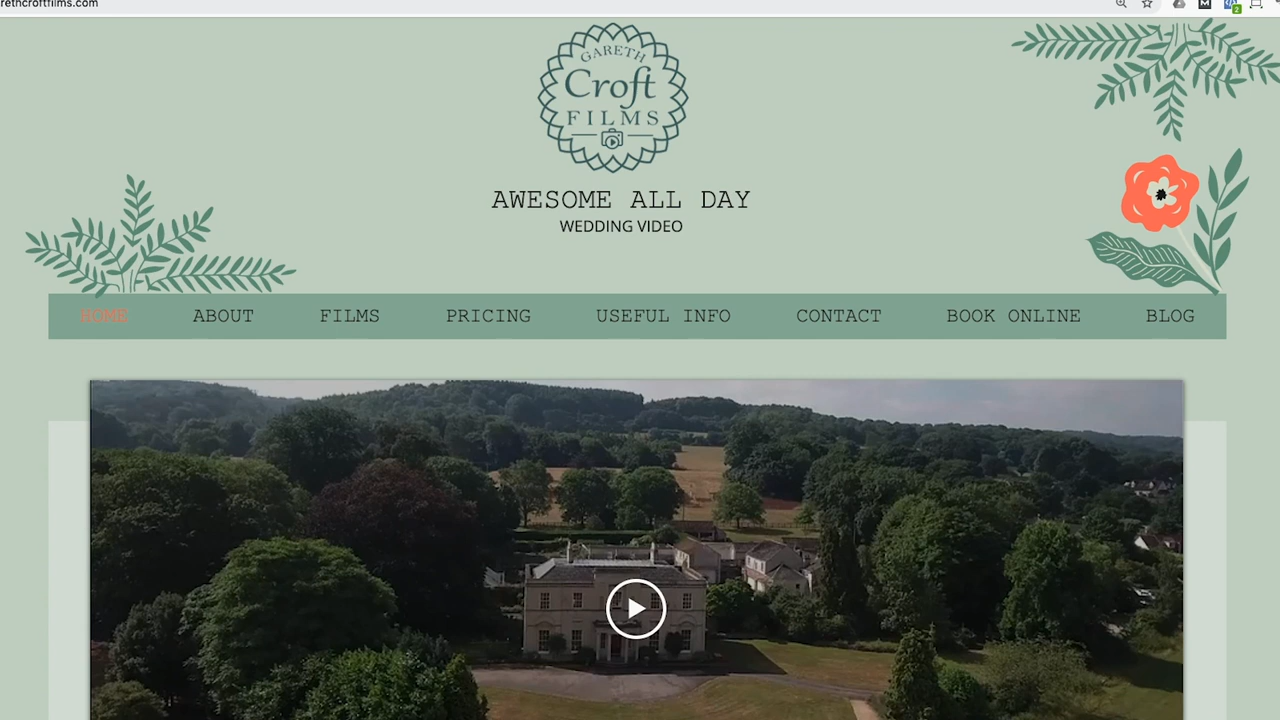 rethcroftfilms.com
2
GARETH
Croft
FILMS
AWESOME ALL DAY
WEDDING VIDEO
HOME ABOUT FILMS PRICING USEFUL INFO CONTACT BOOK ONLINE BLOG